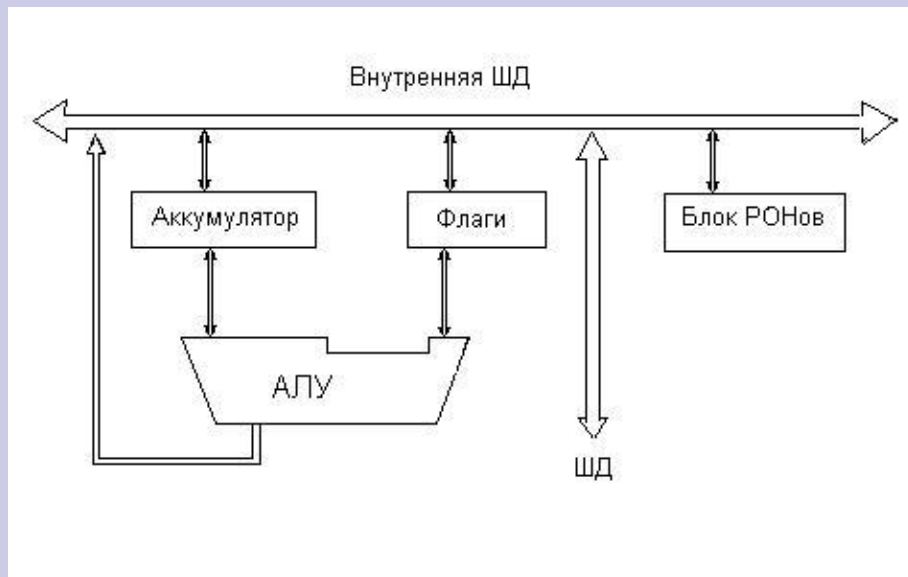 Внутренняя ШД
Аккумулятор
Флаги
Блок РОНов
АЛУ
ШД